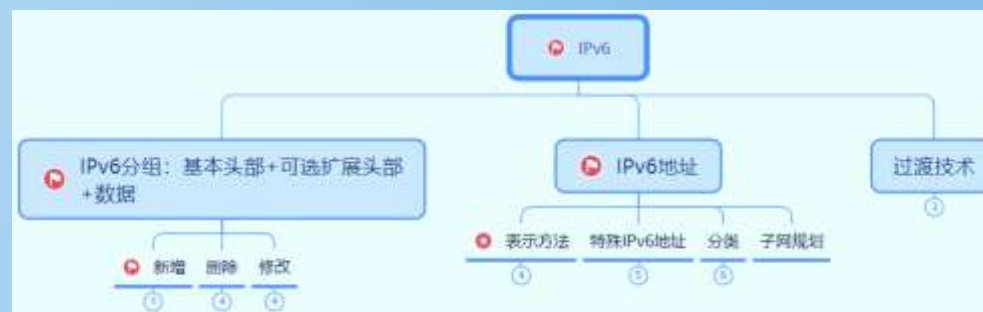 IPv6
IPv6分组：基本头部+可选扩展头部
+数据
IPv6地址
过渡技术
新增
删除
修改
表示方法
特殊IPv6地址
分类
子网规划